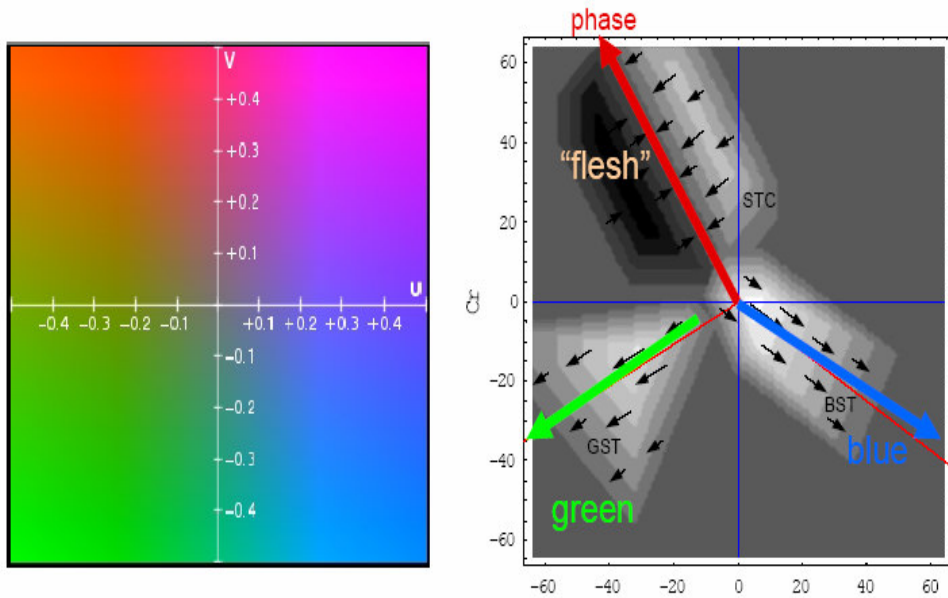 V
+0.4
+0.3
+0.2
+0.1
U
-0.4 -0.3 -0.2 -0.1 +0.1 +0.2 +0.3 +0.4
-0.1
-0.2
-0.3
-0.4
phase
60
40
20
0
-20
-40
-60
Cr
"flesh"
STC
BST
GST
blue
green
-60 -40 -20 0 20 40 60